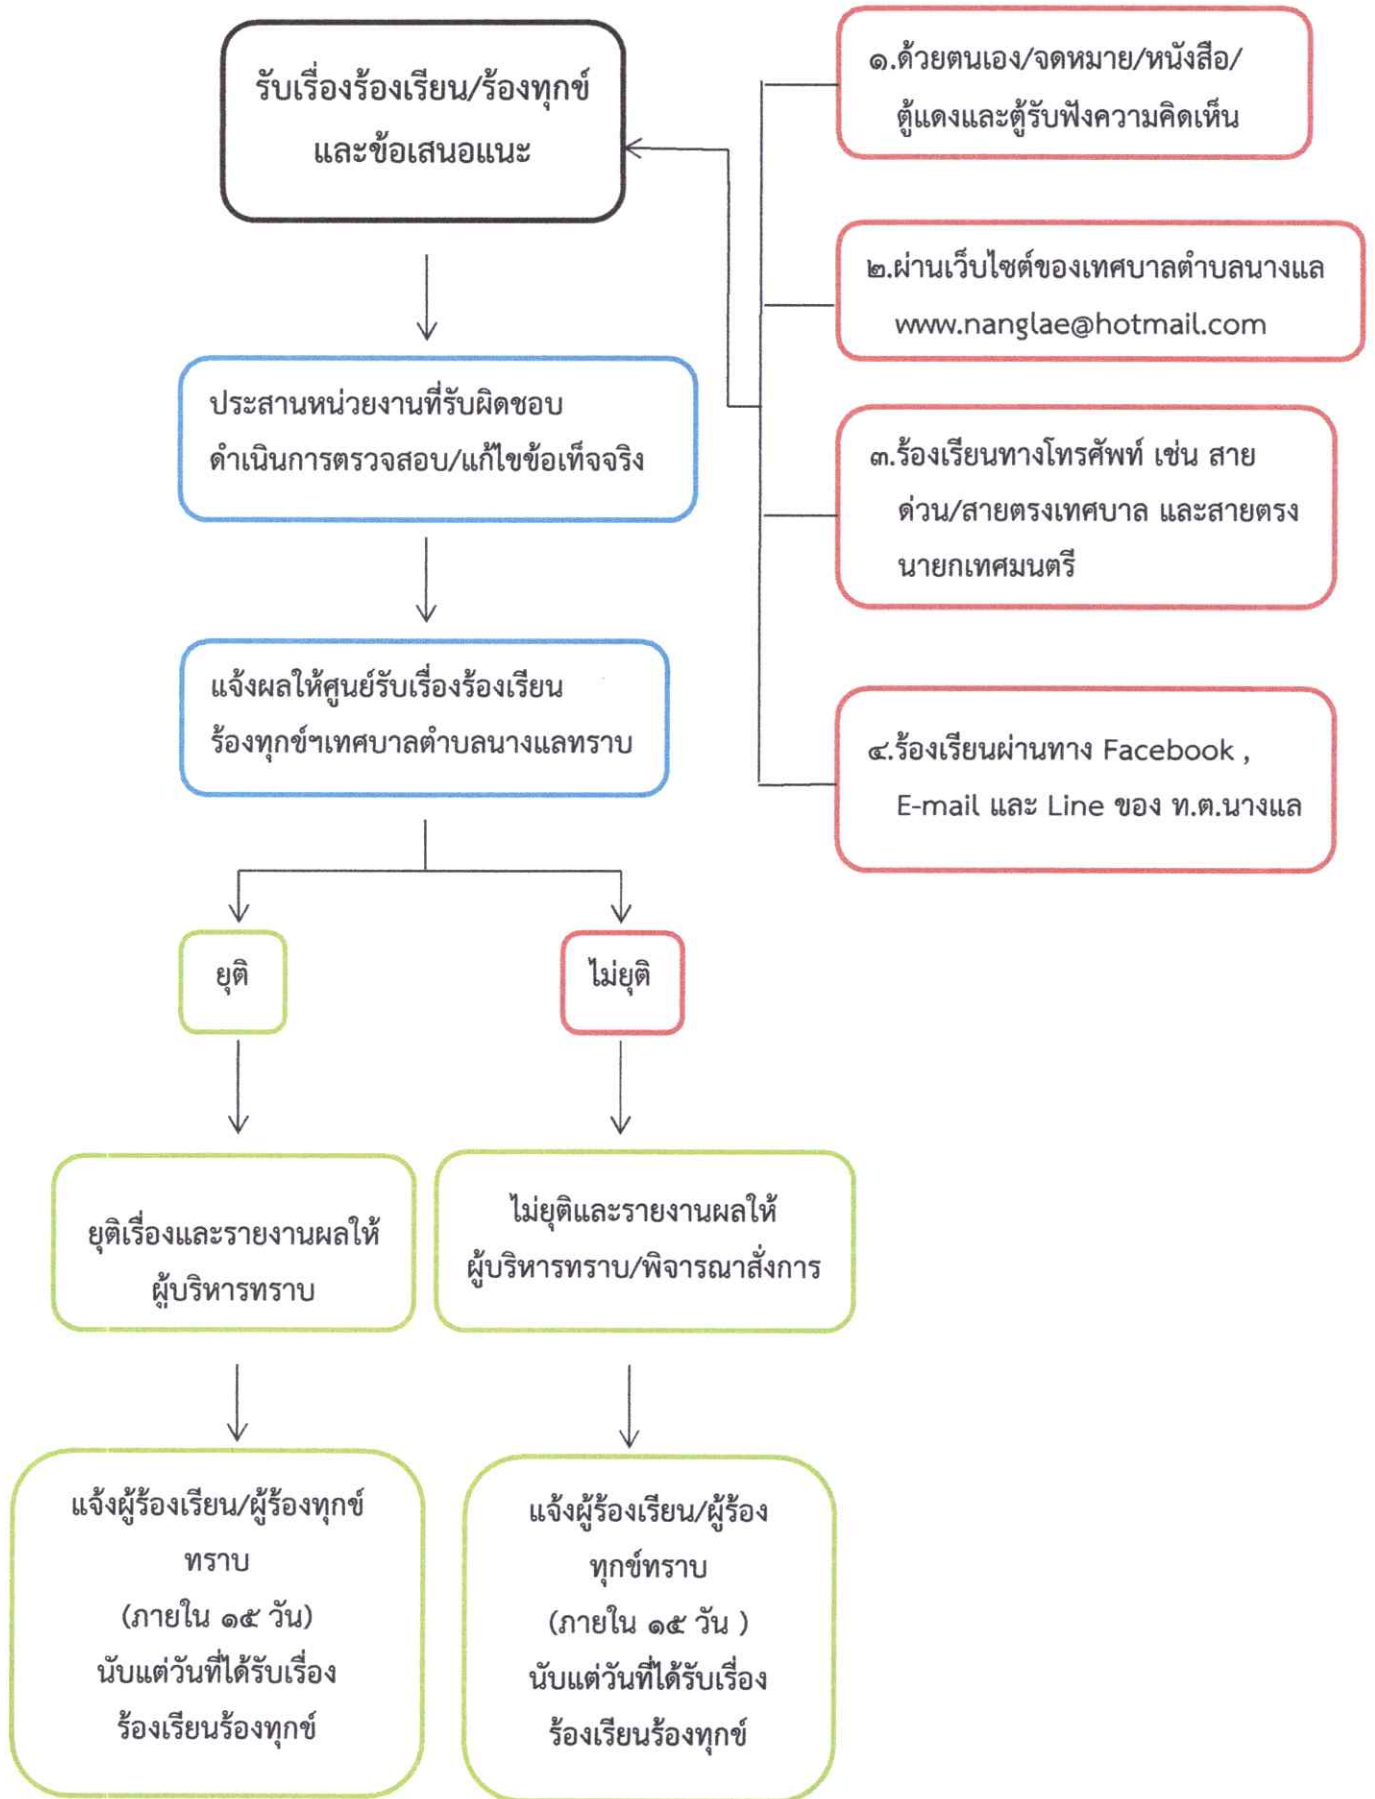 รับเรื่องร้องเรียน/ร้องทุกข์
และข้อเสนอแนะ
๑.ด้วยตนเอง/จดหมาย/หนังสือ/
ตู้แดงและตู้รับฟังความคิดเห็น
๒.ผ่านเว็บไซต์ของเทศบาลตำบลนางแล
www.nanglae@hotmail.com
๓.ร้องเรียนทางโทรศัพท์ เช่น สาย
ด่วน/สายตรงเทศบาล และสายตรง
นายกเทศมนตรี
๔.ร้องเรียนผ่านทาง Facebook ,
E-mail และ Line ของ ท.ต.นางแล
ประสานหน่วยงานที่รับผิดชอบ
ดำเนินการตรวจสอบ/แก้ไขข้อเท็จจริง
แจ้งผลให้ศูนย์รับเรื่องร้องเรียน
ร้องทุกข์ฯเทศบาลตำบลนางแลทราบ
ยุติ
ไม่ยุติ
ยุติเรื่องและรายงานผลให้
ผู้บริหารทราบ
ไม่ยุติและรายงานผลให้
ผู้บริหารทราบ/พิจารณาสั่งการ
แจ้งผู้ร้องเรียน/ผู้ร้องทุกข์
ทราบ
(ภายใน ๑๕ วัน)
นับแต่วันที่ได้รับเรื่อง
ร้องเรียนร้องทุกข์
แจ้งผู้ร้องเรียน/ผู้ร้อง
ทุกข์ทราบ
(ภายใน ๑๕ วัน )
นับแต่วันที่ได้รับเรื่อง
ร้องเรียนร้องทุกข์